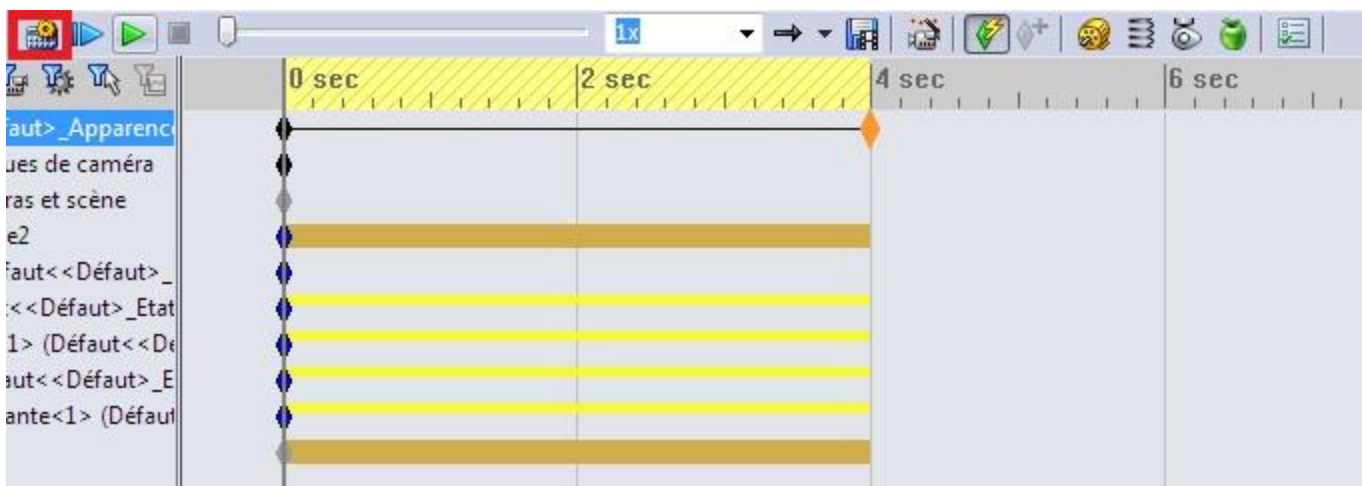 1x
0 sec 2 sec 4 sec 6 sec
faut>_Apparence
ues de caméra
ras et scène
e2
faut<<Défaut>_
<<Défaut>_Etat
1> (Défaut<<Dé
aut<<Défaut>_E
ante<1> (Défaut